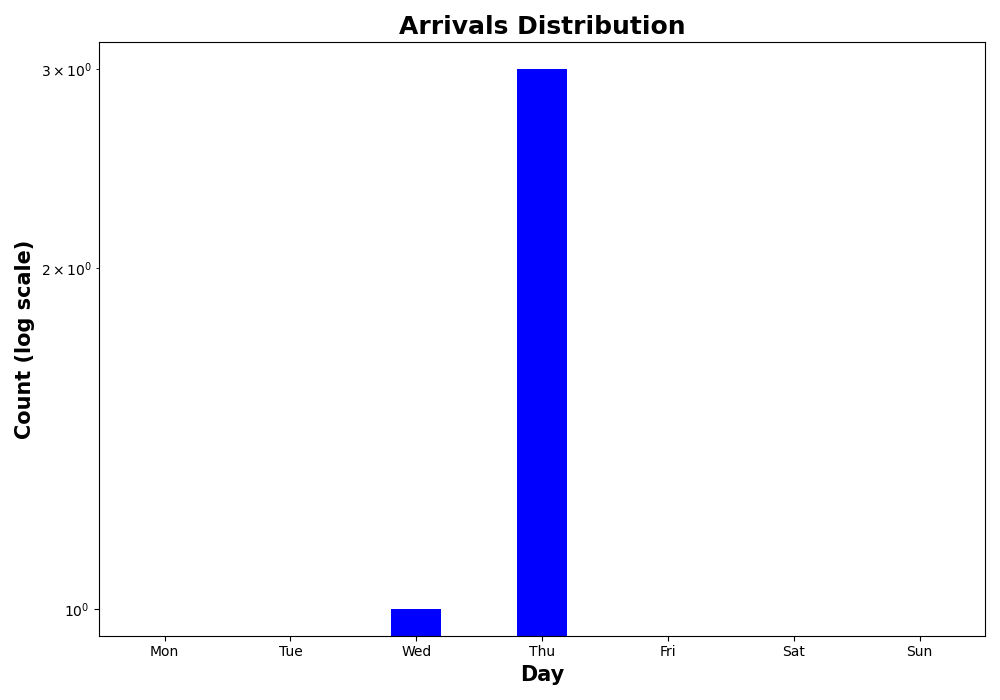 Arrivals Distribution
3 × 10⁰
2 × 10⁰
10⁰
Count (log scale)
Mon Tue Wed Thu Fri Sat Sun
Day